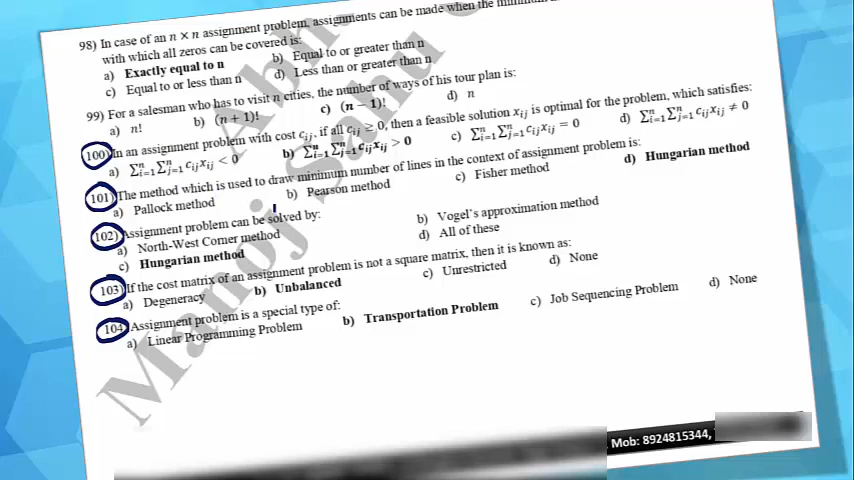 98) In case of an n × n assignment problem, assignments can be made when the minimum
with which all zeros can be covered is:
a) Exactly equal to n b) Equal to or greater than n
c) Equal to or less than n d) Less than or greater than n
99) For a salesman who has to visit n cities, the number of ways of his tour plan is:
a) n! b) (n + 1)! c) (n − 1)! d) n
100) In an assignment problem with cost cᵢⱼ, if all cᵢⱼ ≥ 0, then a feasible solution xᵢⱼ is optimal for the problem, which satisfies:
a) ∑ⁿᵢ₌₁ ∑ⁿⱼ₌₁ cᵢⱼxᵢⱼ < 0 b) ∑ⁿᵢ₌₁ ∑ⁿⱼ₌₁ cᵢⱼxᵢⱼ > 0 c) ∑ⁿᵢ₌₁ ∑ⁿⱼ₌₁ cᵢⱼxᵢⱼ = 0 d) ∑ⁿᵢ₌₁ ∑ⁿⱼ₌₁ cᵢⱼxᵢⱼ ≠ 0
101) The method which is used to draw minimum number of lines in the context of assignment problem is:
a) Pallock method b) Pearson method c) Fisher method d) Hungarian method
102) Assignment problem can be solved by:
a) North-West Corner method b) Vogel's approximation method
c) Hungarian method d) All of these
103) If the cost matrix of an assignment problem is not a square matrix, then it is known as:
a) Degeneracy b) Unbalanced c) Unrestricted d) None
104) Assignment problem is a special type of:
a) Linear Programming Problem b) Transportation Problem c) Job Sequencing Problem d) None
Manoj Sahu
Mob: 8924815344,